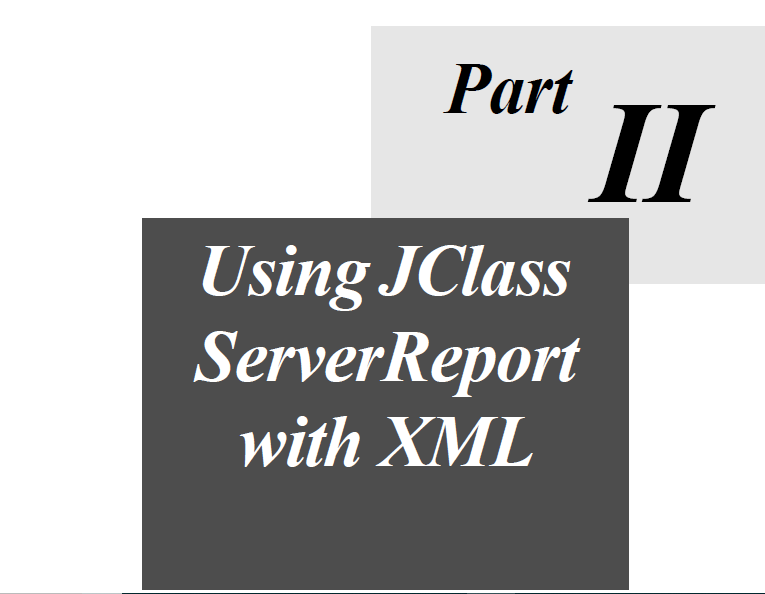 Part
II
Using JClass
ServerReport
with XML